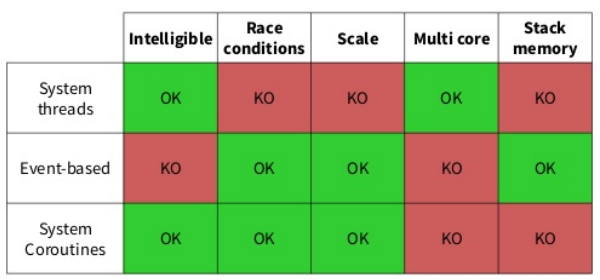 Intelligible
Race
conditions
Scale
Multi core
Stack
memory
System
threads
OK
KO
KO
OK
KO
Event-based
KO
OK
OK
KO
OK
System
Coroutines
OK
OK
OK
KO
KO